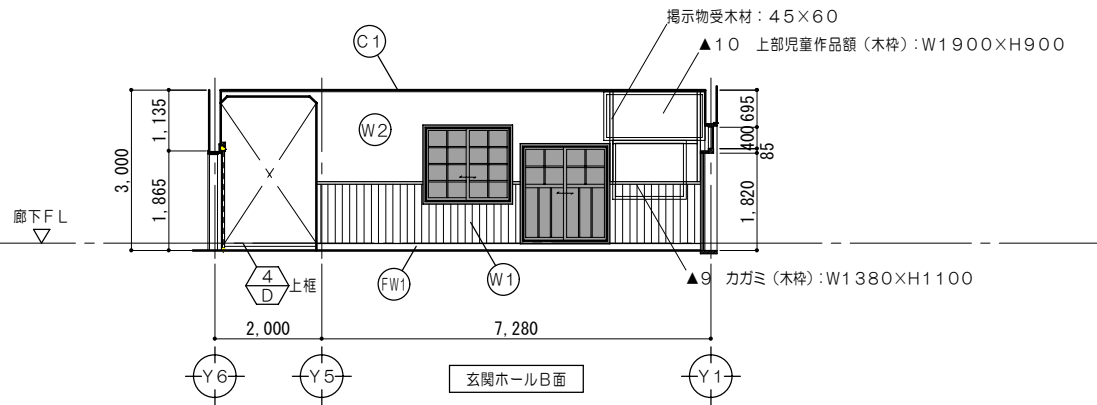 掲示物受木材：45×60
▲10　上部児童作品額（木枠）：W1900×H900
C1
W2
1,135
3,000
1,865
695
400
85
1,820
廊下FL
4
D
上框
FW1
W1
▲9　カガミ（木枠）：W1380×H1100
2,000
7,280
Y6
Y5
Y1
玄関ホールB面